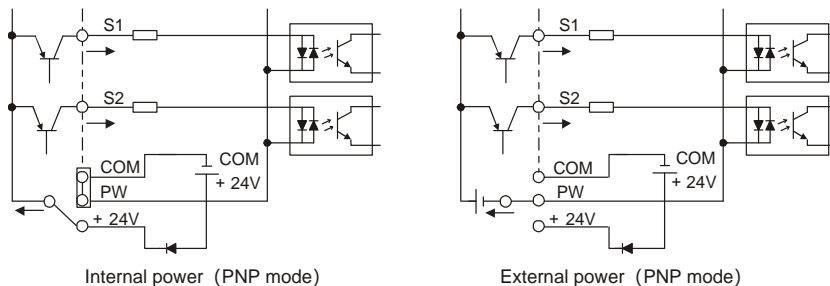 S1
S2
COM
COM
+ 24V
PW
+ 24V
Internal power (PNP mode)
S1
S2
COM
COM
+ 24V
PW
+ 24V
External power (PNP mode)